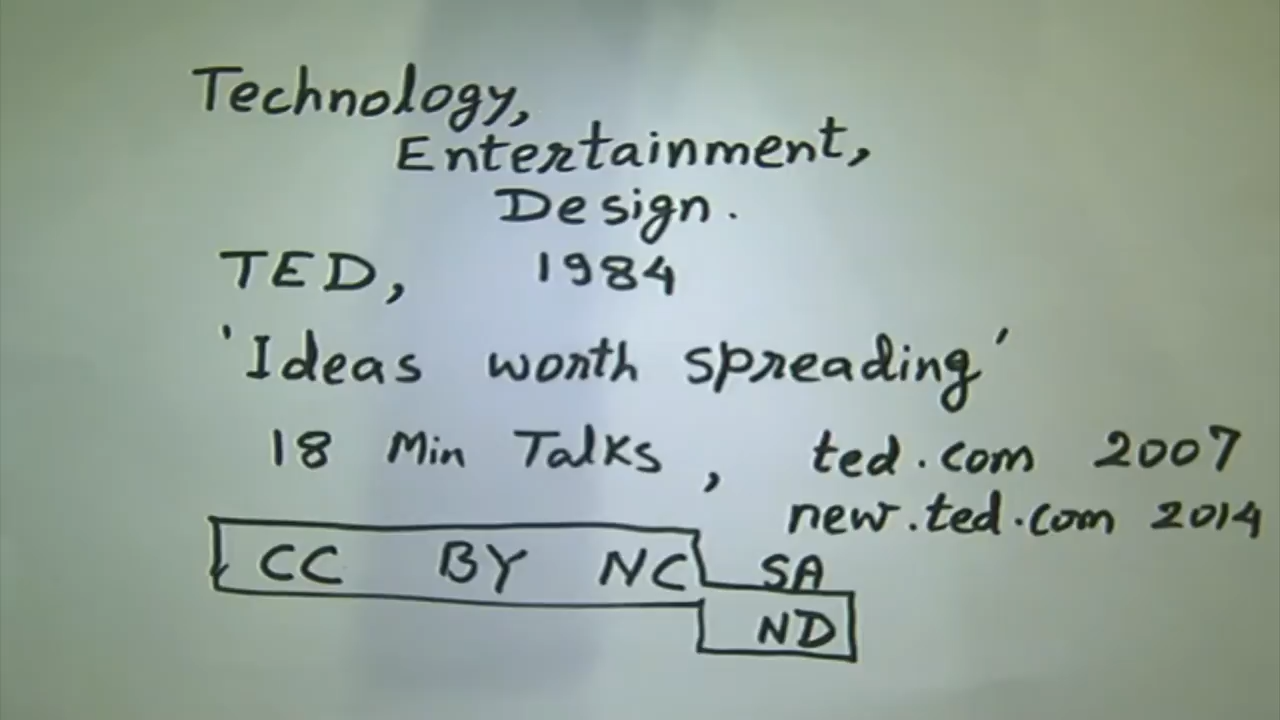 Technology,
Entertainment,
Design.
TED, 1984
'Ideas worth spreading'
18 Min Talks, ted.com 2007
new.ted.com 2014
CC BY NC SA
ND